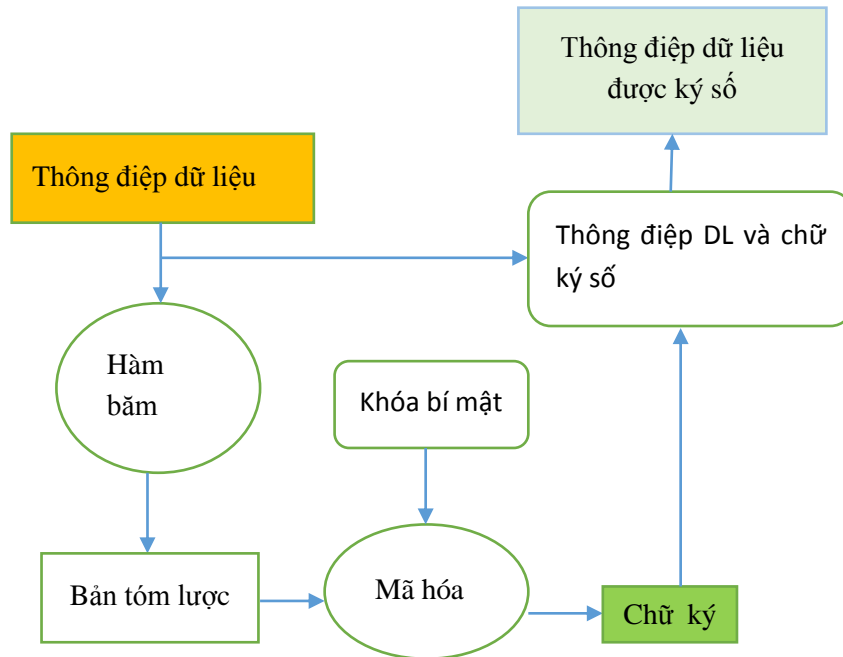 Thông điệp dữ liệu
được ký số
Thông điệp dữ liệu
Thông điệp DL và chữ
ký số
Hàm
băm
Khóa bí mật
Bản tóm lược
Mã hóa
Chữ ký